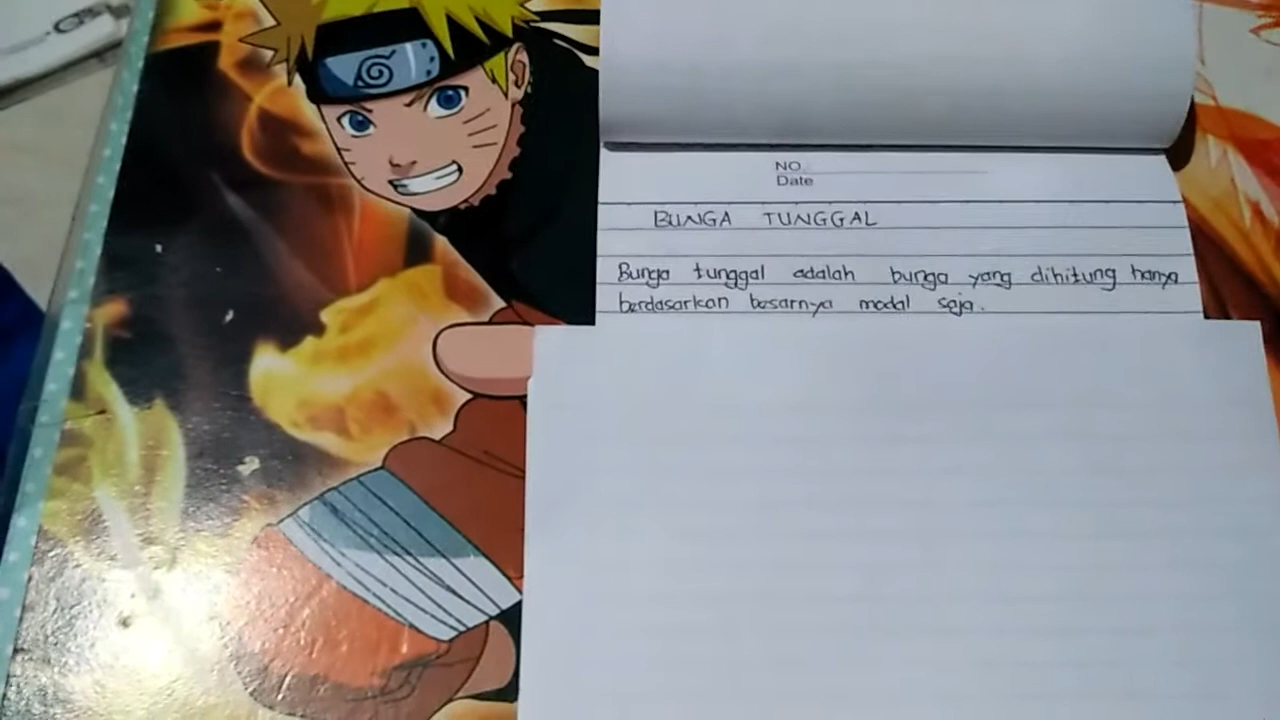 NO.
Date
BUNGA TUNGGAL
Bunga tunggal adalah bunga yang dihitung hanya
berdasarkan besarnya modal saja.